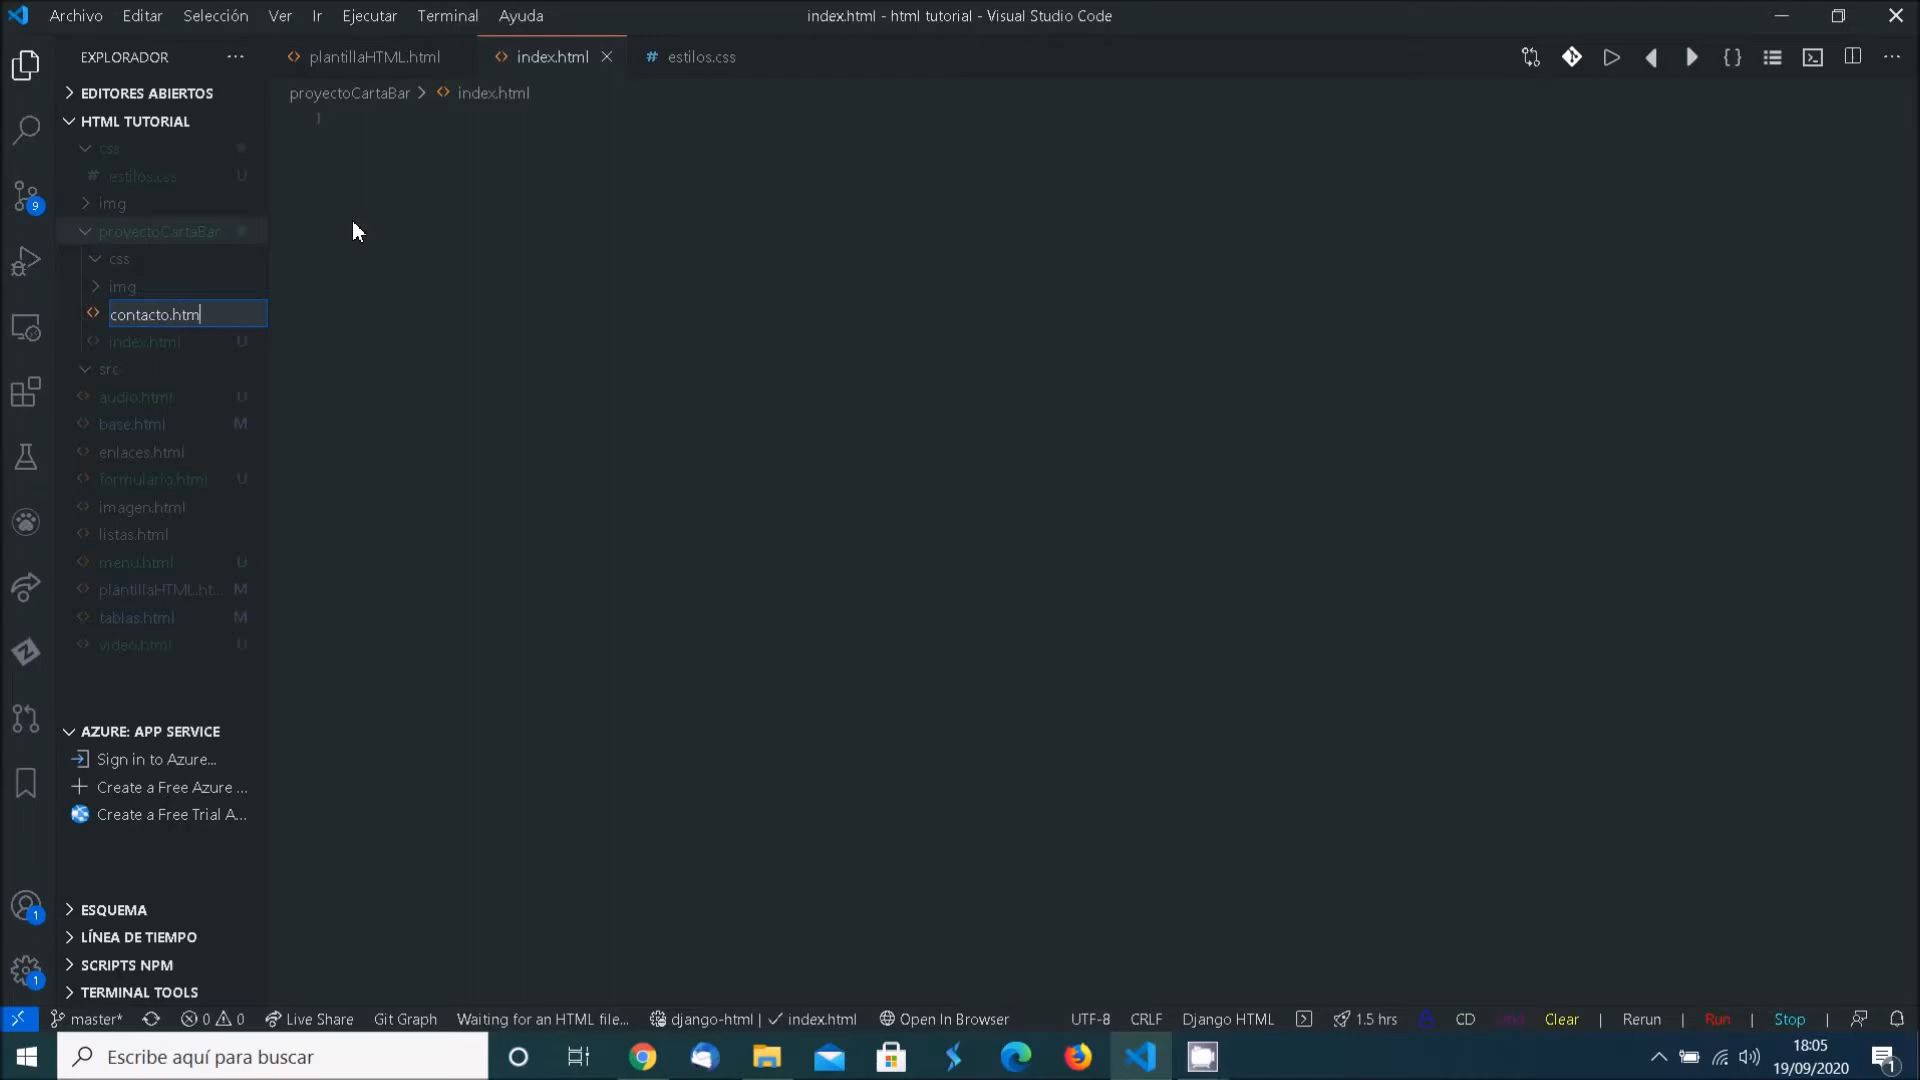 Archivo Editar Selección Ver Ir Ejecutar Terminal Ayuda
index.html - html tutorial - Visual Studio Code
EXPLORADOR
plantillaHTML.html
index.html
# estilos.css
EDITORES ABIERTOS
proyectoCartaBar > index.html
HTML TUTORIAL
1
css
# estilos.css U
img
proyectoCartaBar
css
img
contacto.htm
index.html U
src
audio.html U
base.html M
enlaces.html
formulario.html U
imagen.html
listas.html
menu.html U
plantillaHTML.ht... M
tablas.html M
video.html U
9
AZURE: APP SERVICE
Sign in to Azure...
Create a Free Azure ...
Create a Free Trial A...
1
ESQUEMA
LÍNEA DE TIEMPO
1
SCRIPTS NPM
TERMINAL TOOLS
master* 0 0 Live Share Git Graph Waiting for an HTML file... django-html | ✓ index.html Open In Browser UTF-8 CRLF Django HTML 1.5 hrs CD Clear | Rerun | Run | Stop |
Escribe aquí para buscar
18:05
19/09/2020
1